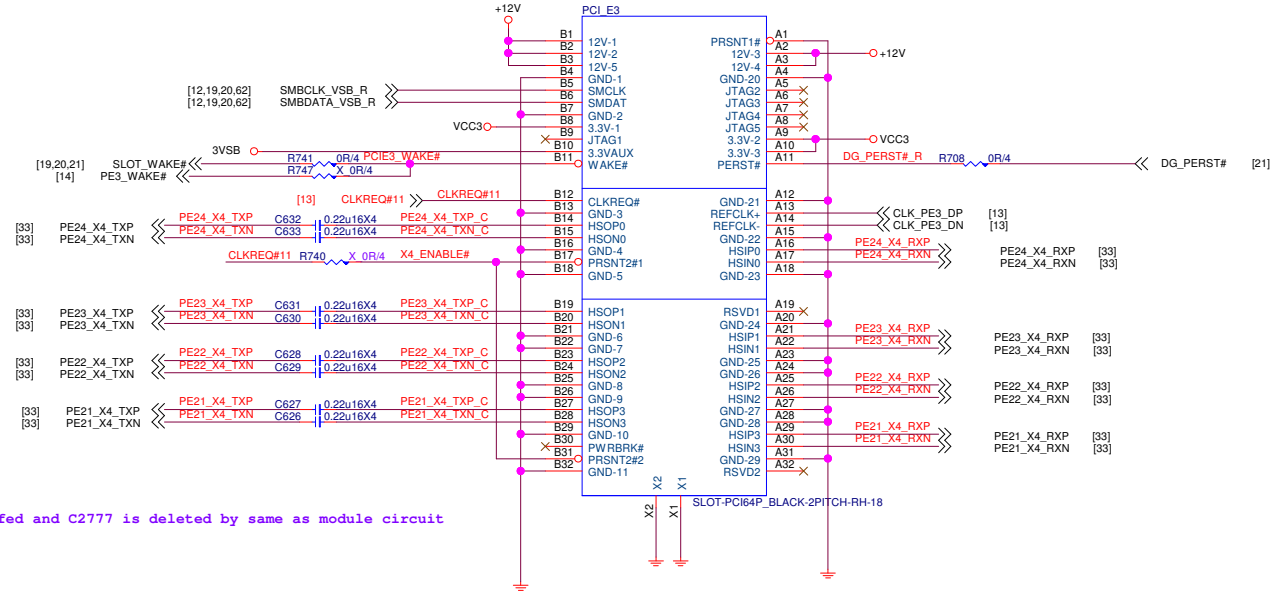 +12V PCI_E3
B1 12V-1 PRSNT1# A1
B2 12V-2 12V-3 A2 +12V
B3 12V-5 12V-4 A3
B4 GND-1 GND-20 A4
[12,19,20,62] SMBCLK_VSB_R B5 SMCLK JTAG2 A5
[12,19,20,62] SMBDATA_VSB_R B6 SMDAT JTAG3 A6
B7 GND-2 JTAG4 A7
VCC3 B8 3.3V-1 JTAG5 A8
B9 JTAG1 3.3V-2 A9 VCC3
3VSB B10 3.3VAUX 3.3V-3 A10
[19,20,21] SLOT_WAKE# R741 0R/4 PCIE3_WAKE# B11 WAKE# PERST# A11 DG_PERST#_R R708 0R/4 DG_PERST# [21]
[14] PE3_WAKE# R747 X_0R/4
[13] CLKREQ#11 CLKREQ#11 B12 CLKREQ# GND-21 A12
B13 GND-3 REFCLK+ A13 CLK_PE3_DP [13]
[33] PE24_X4_TXP PE24_X4_TXP C632 0.22u16X4 PE24_X4_TXP_C B14 HSOP0 REFCLK- A14 CLK_PE3_DN [13]
[33] PE24_X4_TXN PE24_X4_TXN C633 0.22u16X4 PE24_X4_TXN_C B15 HSON0 GND-22 A15
B16 GND-4 HSIP0 A16 PE24_X4_RXP PE24_X4_RXP [33]
CLKREQ#11 R740 X_0R/4 X4_ENABLE# B17 PRSNT2#1 HSIN0 A17 PE24_X4_RXN PE24_X4_RXN [33]
B18 GND-5 GND-23 A18
[33] PE23_X4_TXP PE23_X4_TXP C631 0.22u16X4 PE23_X4_TXP_C B19 HSOP1 RSVD1 A19
[33] PE23_X4_TXN PE23_X4_TXN C630 0.22u16X4 PE23_X4_TXN_C B20 HSON1 GND-24 A20
B21 GND-6 HSIP1 A21 PE23_X4_RXP PE23_X4_RXP [33]
B22 GND-7 HSIN1 A22 PE23_X4_RXN PE23_X4_RXN [33]
[33] PE22_X4_TXP PE22_X4_TXP C628 0.22u16X4 PE22_X4_TXP_C B23 HSOP2 GND-25 A23
[33] PE22_X4_TXN PE22_X4_TXN C629 0.22u16X4 PE22_X4_TXN_C B24 HSON2 GND-26 A24
B25 GND-8 HSIP2 A25 PE22_X4_RXP PE22_X4_RXP [33]
B26 GND-9 HSIN2 A26 PE22_X4_RXN PE22_X4_RXN [33]
[33] PE21_X4_TXP PE21_X4_TXP C627 0.22u16X4 PE21_X4_TXP_C B27 HSOP3 GND-27 A27
[33] PE21_X4_TXN PE21_X4_TXN C626 0.22u16X4 PE21_X4_TXN_C B28 HSON3 GND-28 A28
B29 GND-10 HSIP3 A29 PE21_X4_RXP PE21_X4_RXP [33]
B30 PWRBRK# HSIN3 A30 PE21_X4_RXN PE21_X4_RXN [33]
B31 PRSNT2#2 GND-29 A31
B32 GND-11 RSVD2 A32
X2 X1
SLOT-PCI64P_BLACK-2PITCH-RH-18
X2 X1
fed and C2777 is deleted by same as module circuit